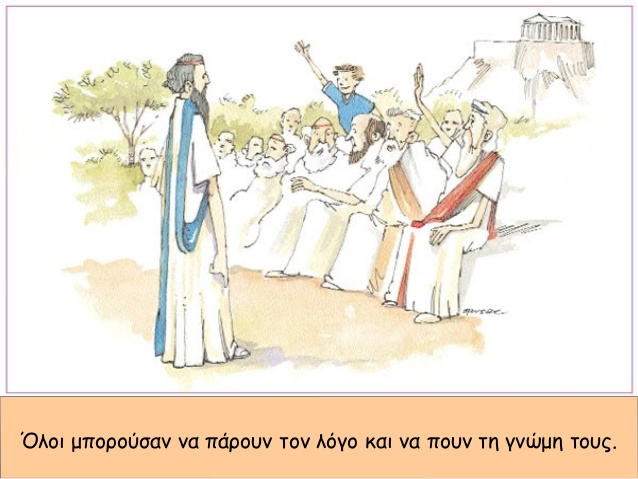 Όλοι μπορούσαν να πάρουν τον λόγο και να πουν τη γνώμη τους.